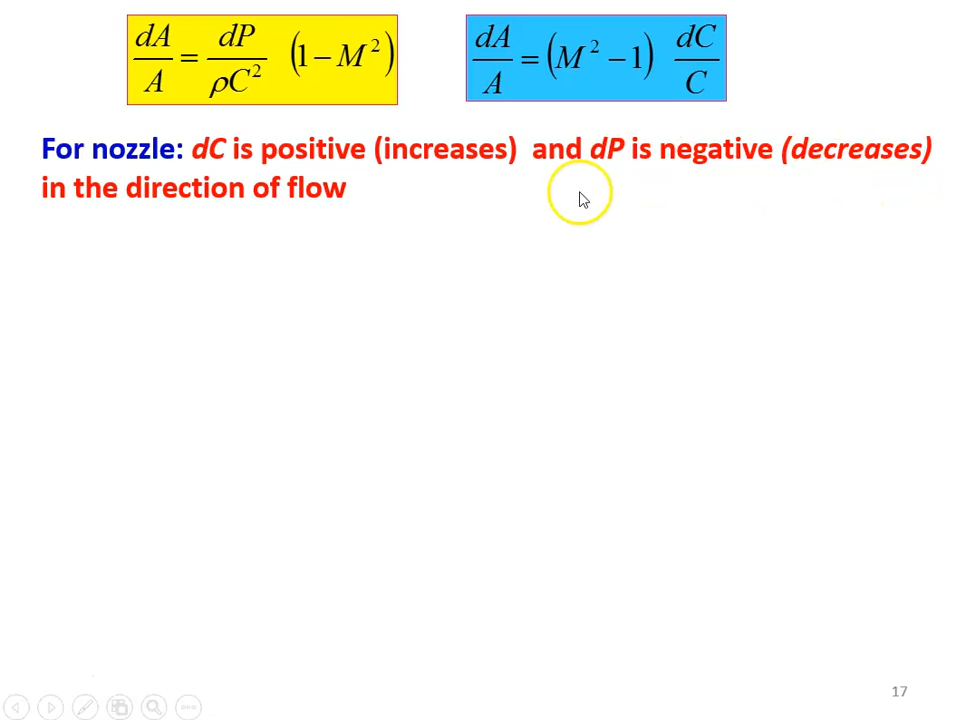 dA/A = dP/ρC² (1 − M²)
dA/A = (M² − 1) dC/C
For nozzle: dC is positive (increases) and dP is negative (decreases)
in the direction of flow
17